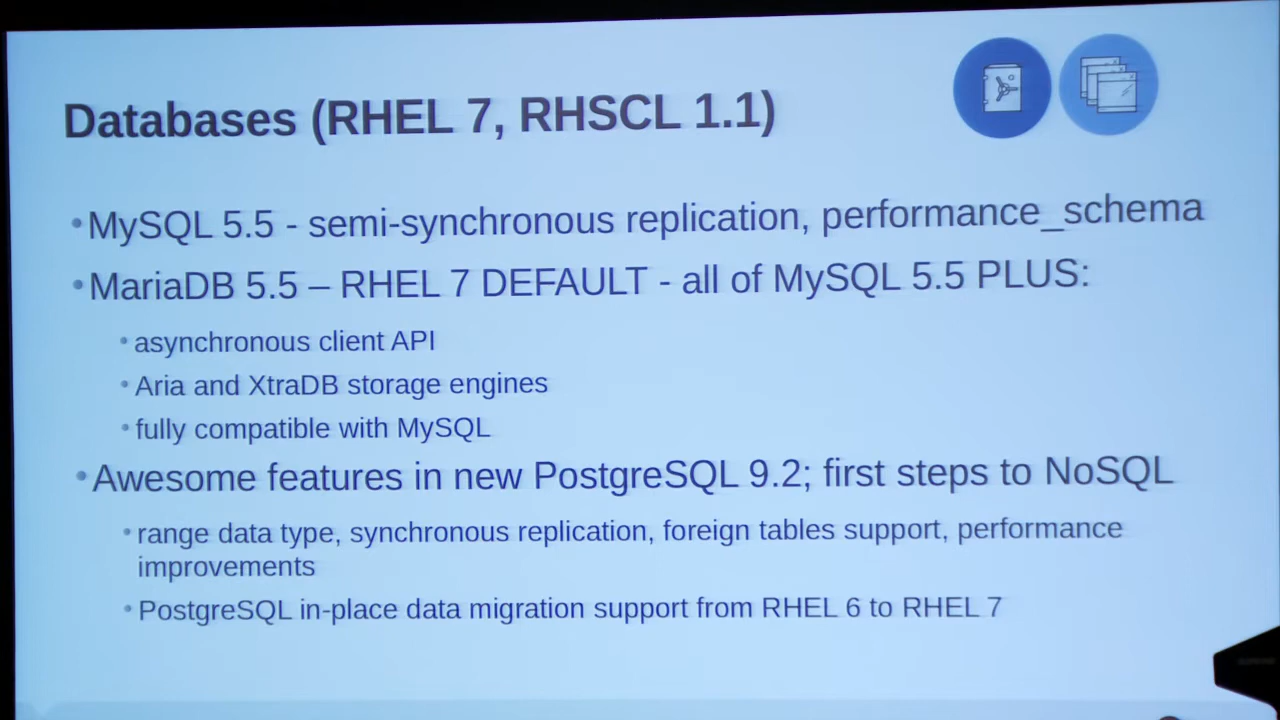 Databases (RHEL 7, RHSCL 1.1)
•MySQL 5.5 - semi-synchronous replication, performance_schema
•MariaDB 5.5 – RHEL 7 DEFAULT - all of MySQL 5.5 PLUS:
•asynchronous client API
•Aria and XtraDB storage engines
•fully compatible with MySQL
•Awesome features in new PostgreSQL 9.2; first steps to NoSQL
•range data type, synchronous replication, foreign tables support, performance
improvements
•PostgreSQL in-place data migration support from RHEL 6 to RHEL 7